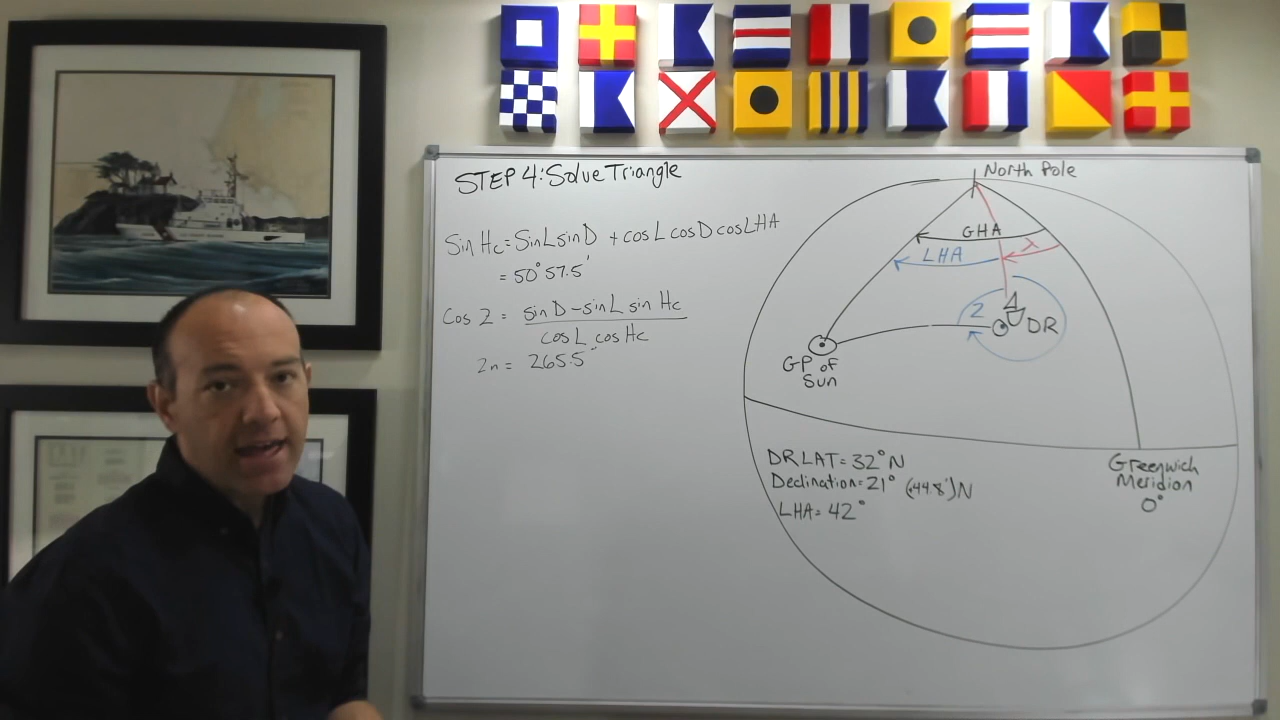 STEP 4: Solve Triangle
Sin Hc = Sin L sin D + cos L cos D cos LHA
= 50° 57.5'
Cos Z = sin D - sin L sin Hc
cos L cos Hc
Zn = 265.5°
North Pole
GHA
LHA
λ
Z
DR
GP of
Sun
DR LAT = 32° N
Declination = 21° (44.8') N
LHA = 42°
Greenwich
Meridian
0°